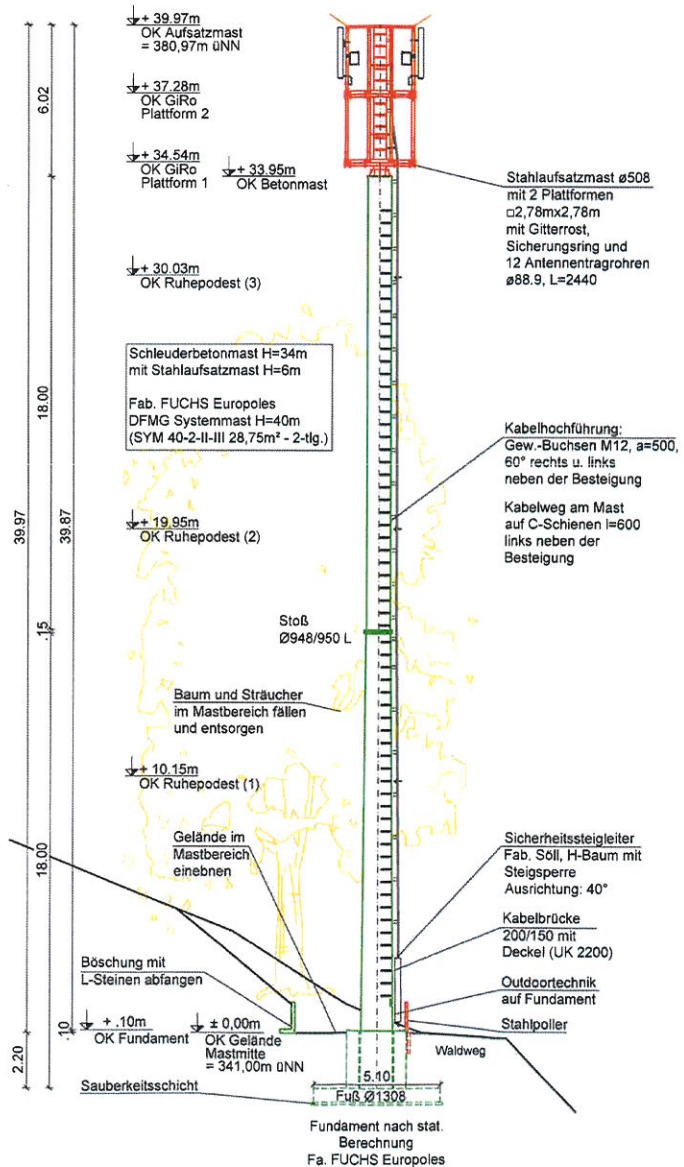 + 39.97m
OK Aufsatzmast
= 380,97m üNN
+ 37.28m
OK GiRo
Plattform 2
+ 34.54m
OK GiRo
Plattform 1
+ 33.95m
OK Betonmast
Stahlaufsatzmast ø508
mit 2 Plattformen
□2,78mx2,78m
mit Gitterrost,
Sicherungsring und
12 Antennentragrohren
ø88.9, L=2440
+ 30.03m
OK Ruhepodest (3)
Schleuderbetonmast H=34m
mit Stahlaufsatzmast H=6m
Fab. FUCHS Europoles
DFMG Systemmast H=40m
(SYM 40-2-II-III 28,75m² - 2-tlg.)
Kabelhochführung:
Gew.-Buchsen M12, a=500,
60° rechts u. links
neben der Besteigung
Kabelweg am Mast
auf C-Schienen l=600
links neben der
Besteigung
+ 19.95m
OK Ruhepodest (2)
Stoß
Ø948/950 L
Baum und Sträucher
im Mastbereich fällen
und entsorgen
+ 10.15m
OK Ruhepodest (1)
Gelände im
Mastbereich
einebnen
Sicherheitssteigleiter
Fab. Söll, H-Baum mit
Steigsperre
Ausrichtung: 40°
Kabelbrücke
200/150 mit
Deckel (UK 2200)
Böschung mit
L-Steinen abfangen
Outdoortechnik
auf Fundament
Stahlpoller
+ .10m
OK Fundament
± 0,00m
OK Gelände
Mastmitte
= 341,00m üNN
Waldweg
Sauberkeitsschicht
5.10
Fuß Ø1308
Fundament nach stat.
Berechnung
Fa. FUCHS Europoles
6.02
18.00
39.97
39.87
.15
18.00
.10
2.20